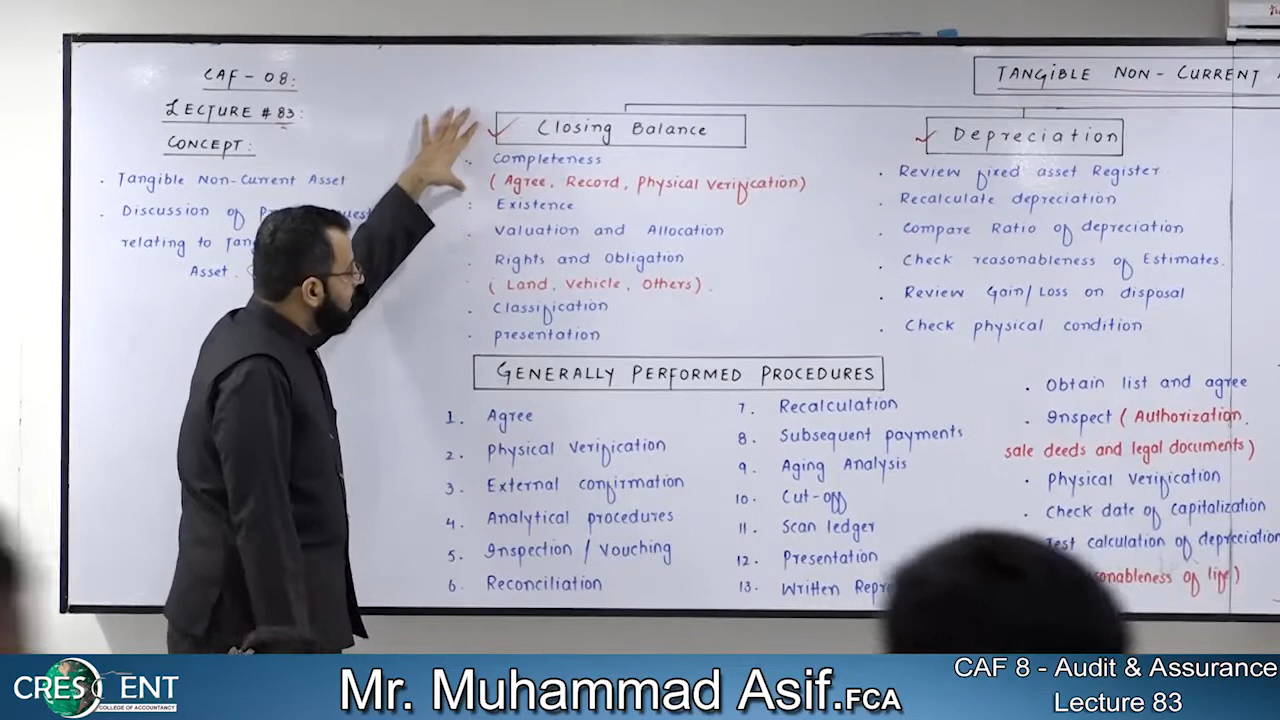 CAF - 08:
LECTURE # 83:
CONCEPT:
. Tangible Non-Current Asset
. Discussion of
relating to
Asset.
TANGIBLE NON-CURRENT
Closing Balance
. Completeness
(Agree, Record, Physical Verification)
: Existence
. Valuation and Allocation
. Rights and Obligation
. (Land, Vehicle, Others).
. Classification
. presentation
Depreciation
. Review fixed asset Register.
. Recalculate depreciation
. Compare Ratio of depreciation
. Check reasonableness of Estimates.
. Review Gain/Loss on disposal
. Check physical condition
GENERALLY PERFORMED PROCEDURES
1. Agree
2. Physical Verification
3. External confirmation
4. Analytical procedures
5. Inspection / Vouching
6. Reconciliation
7. Recalculation
8. Subsequent payments
9. Aging Analysis
10. Cut-off
11. Scan ledger
12. Presentation
13. Written
. Obtain list and agree
. Inspect (Authorization,
sale deeds and legal documents)
. Physical Verification
. Check date of capitalization
calculation of depreciation
of life)
CRESCENT
COLLEGE OF ACCOUNTANCY
Mr. Muhammad Asif.FCA
CAF 8 - Audit & Assurance
Lecture 83